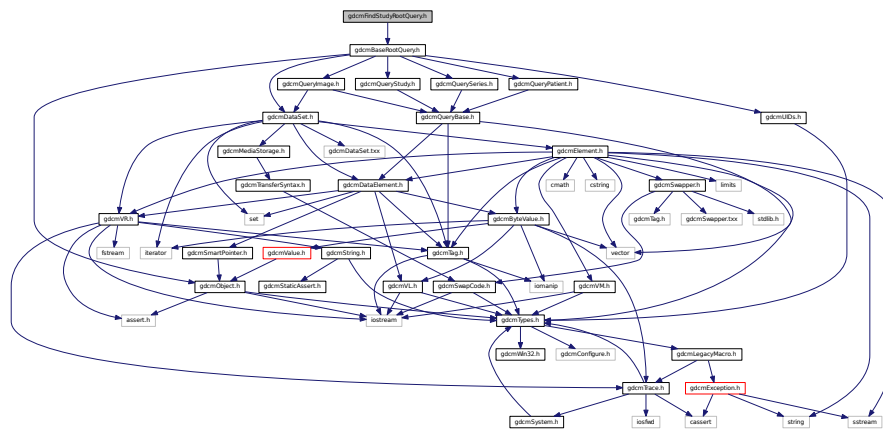 gdcmFindStudyRootQuery.h
gdcmBaseRootQuery.h
gdcmQueryImage.h
gdcmQueryStudy.h
gdcmQuerySeries.h
gdcmQueryPatient.h
gdcmDataSet.h
gdcmQueryBase.h
gdcmUIDs.h
gdcmMediaStorage.h
gdcmDataSet.txx
gdcmElement.h
gdcmTransferSyntax.h
gdcmDataElement.h
cmath
cstring
gdcmSwapper.h
limits
gdcmVR.h
set
gdcmByteValue.h
gdcmTag.h
gdcmSwapper.txx
stdlib.h
fstream
iterator
gdcmSmartPointer.h
gdcmValue.h
gdcmString.h
gdcmTag.h
vector
gdcmObject.h
gdcmStaticAssert.h
gdcmVL.h
gdcmSwapCode.h
iomanip
gdcmVM.h
assert.h
iostream
gdcmTypes.h
gdcmWin32.h
gdcmConfigure.h
gdcmLegacyMacro.h
gdcmTrace.h
gdcmException.h
gdcmSystem.h
iosfwd
cassert
string
sstream